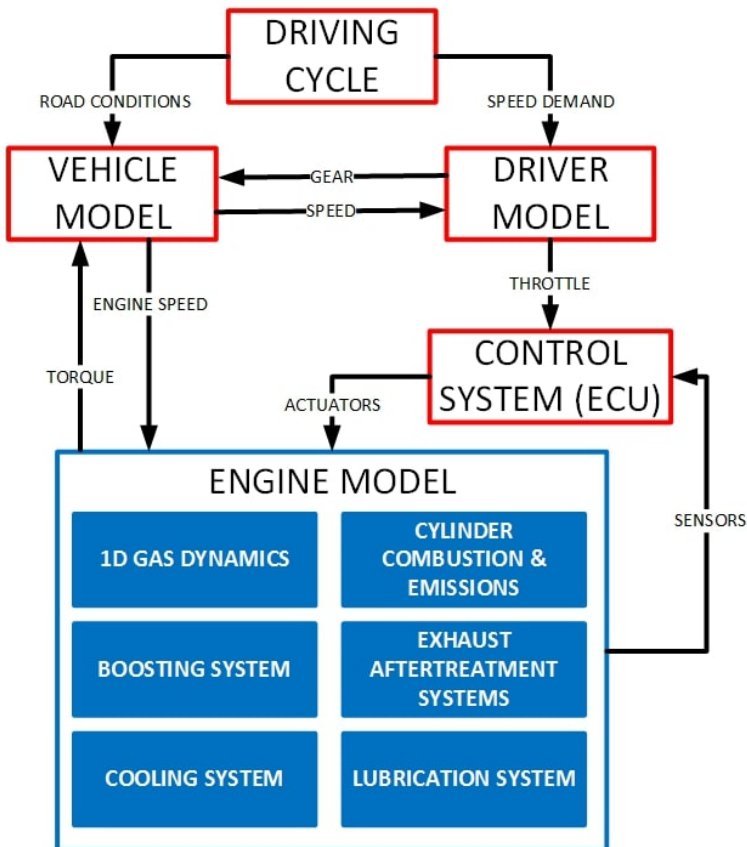 DRIVING
CYCLE
ROAD CONDITIONS
SPEED DEMAND
VEHICLE
MODEL
GEAR
SPEED
DRIVER
MODEL
ENGINE SPEED
THROTTLE
TORQUE
CONTROL
SYSTEM (ECU)
ACTUATORS
ENGINE MODEL
SENSORS
1D GAS DYNAMICS
CYLINDER
COMBUSTION &
EMISSIONS
BOOSTING SYSTEM
EXHAUST
AFTERTREATMENT
SYSTEMS
COOLING SYSTEM
LUBRICATION SYSTEM